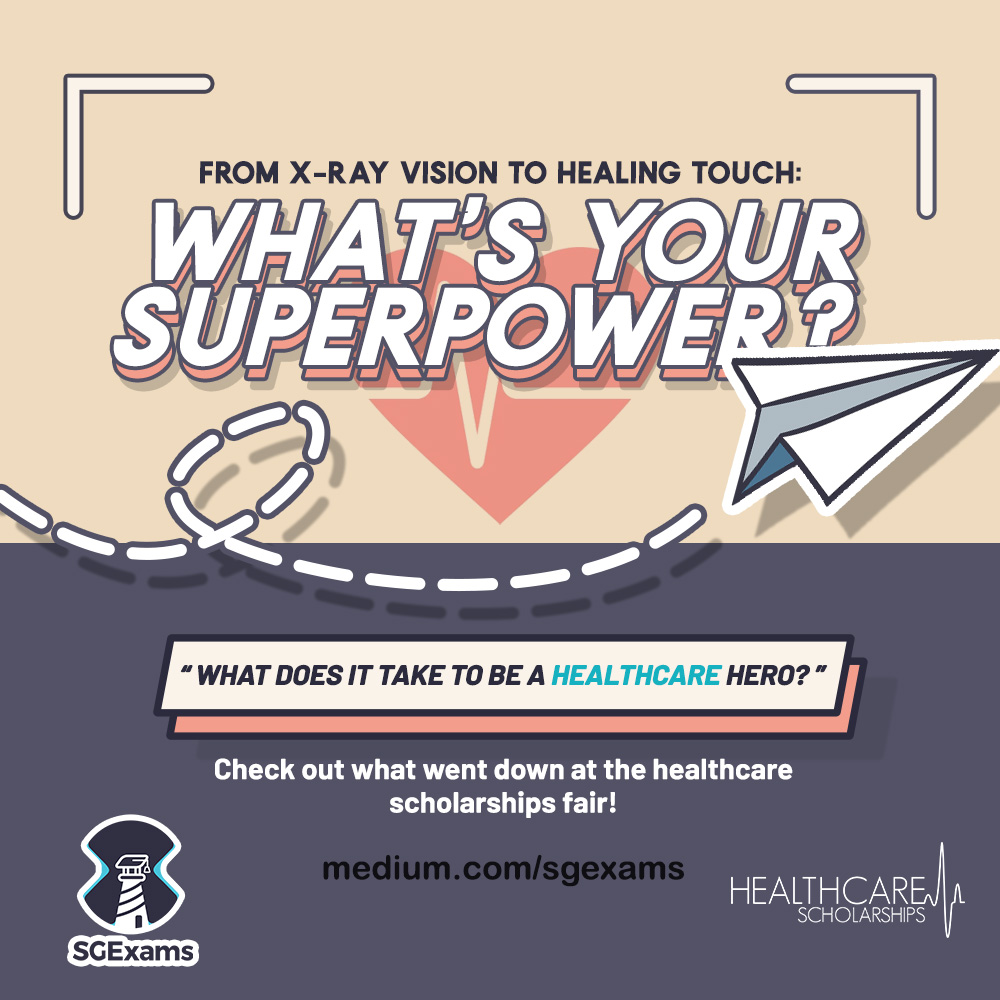 FROM X-RAY VISION TO HEALING TOUCH:
WHAT'S YOUR
SUPERPOWER?
“ WHAT DOES IT TAKE TO BE A HEALTHCARE HERO? ”
Check out what went down at the healthcare
scholarships fair!
medium.com/sgexams
SGExams
HEALTHCARE
SCHOLARSHIPS